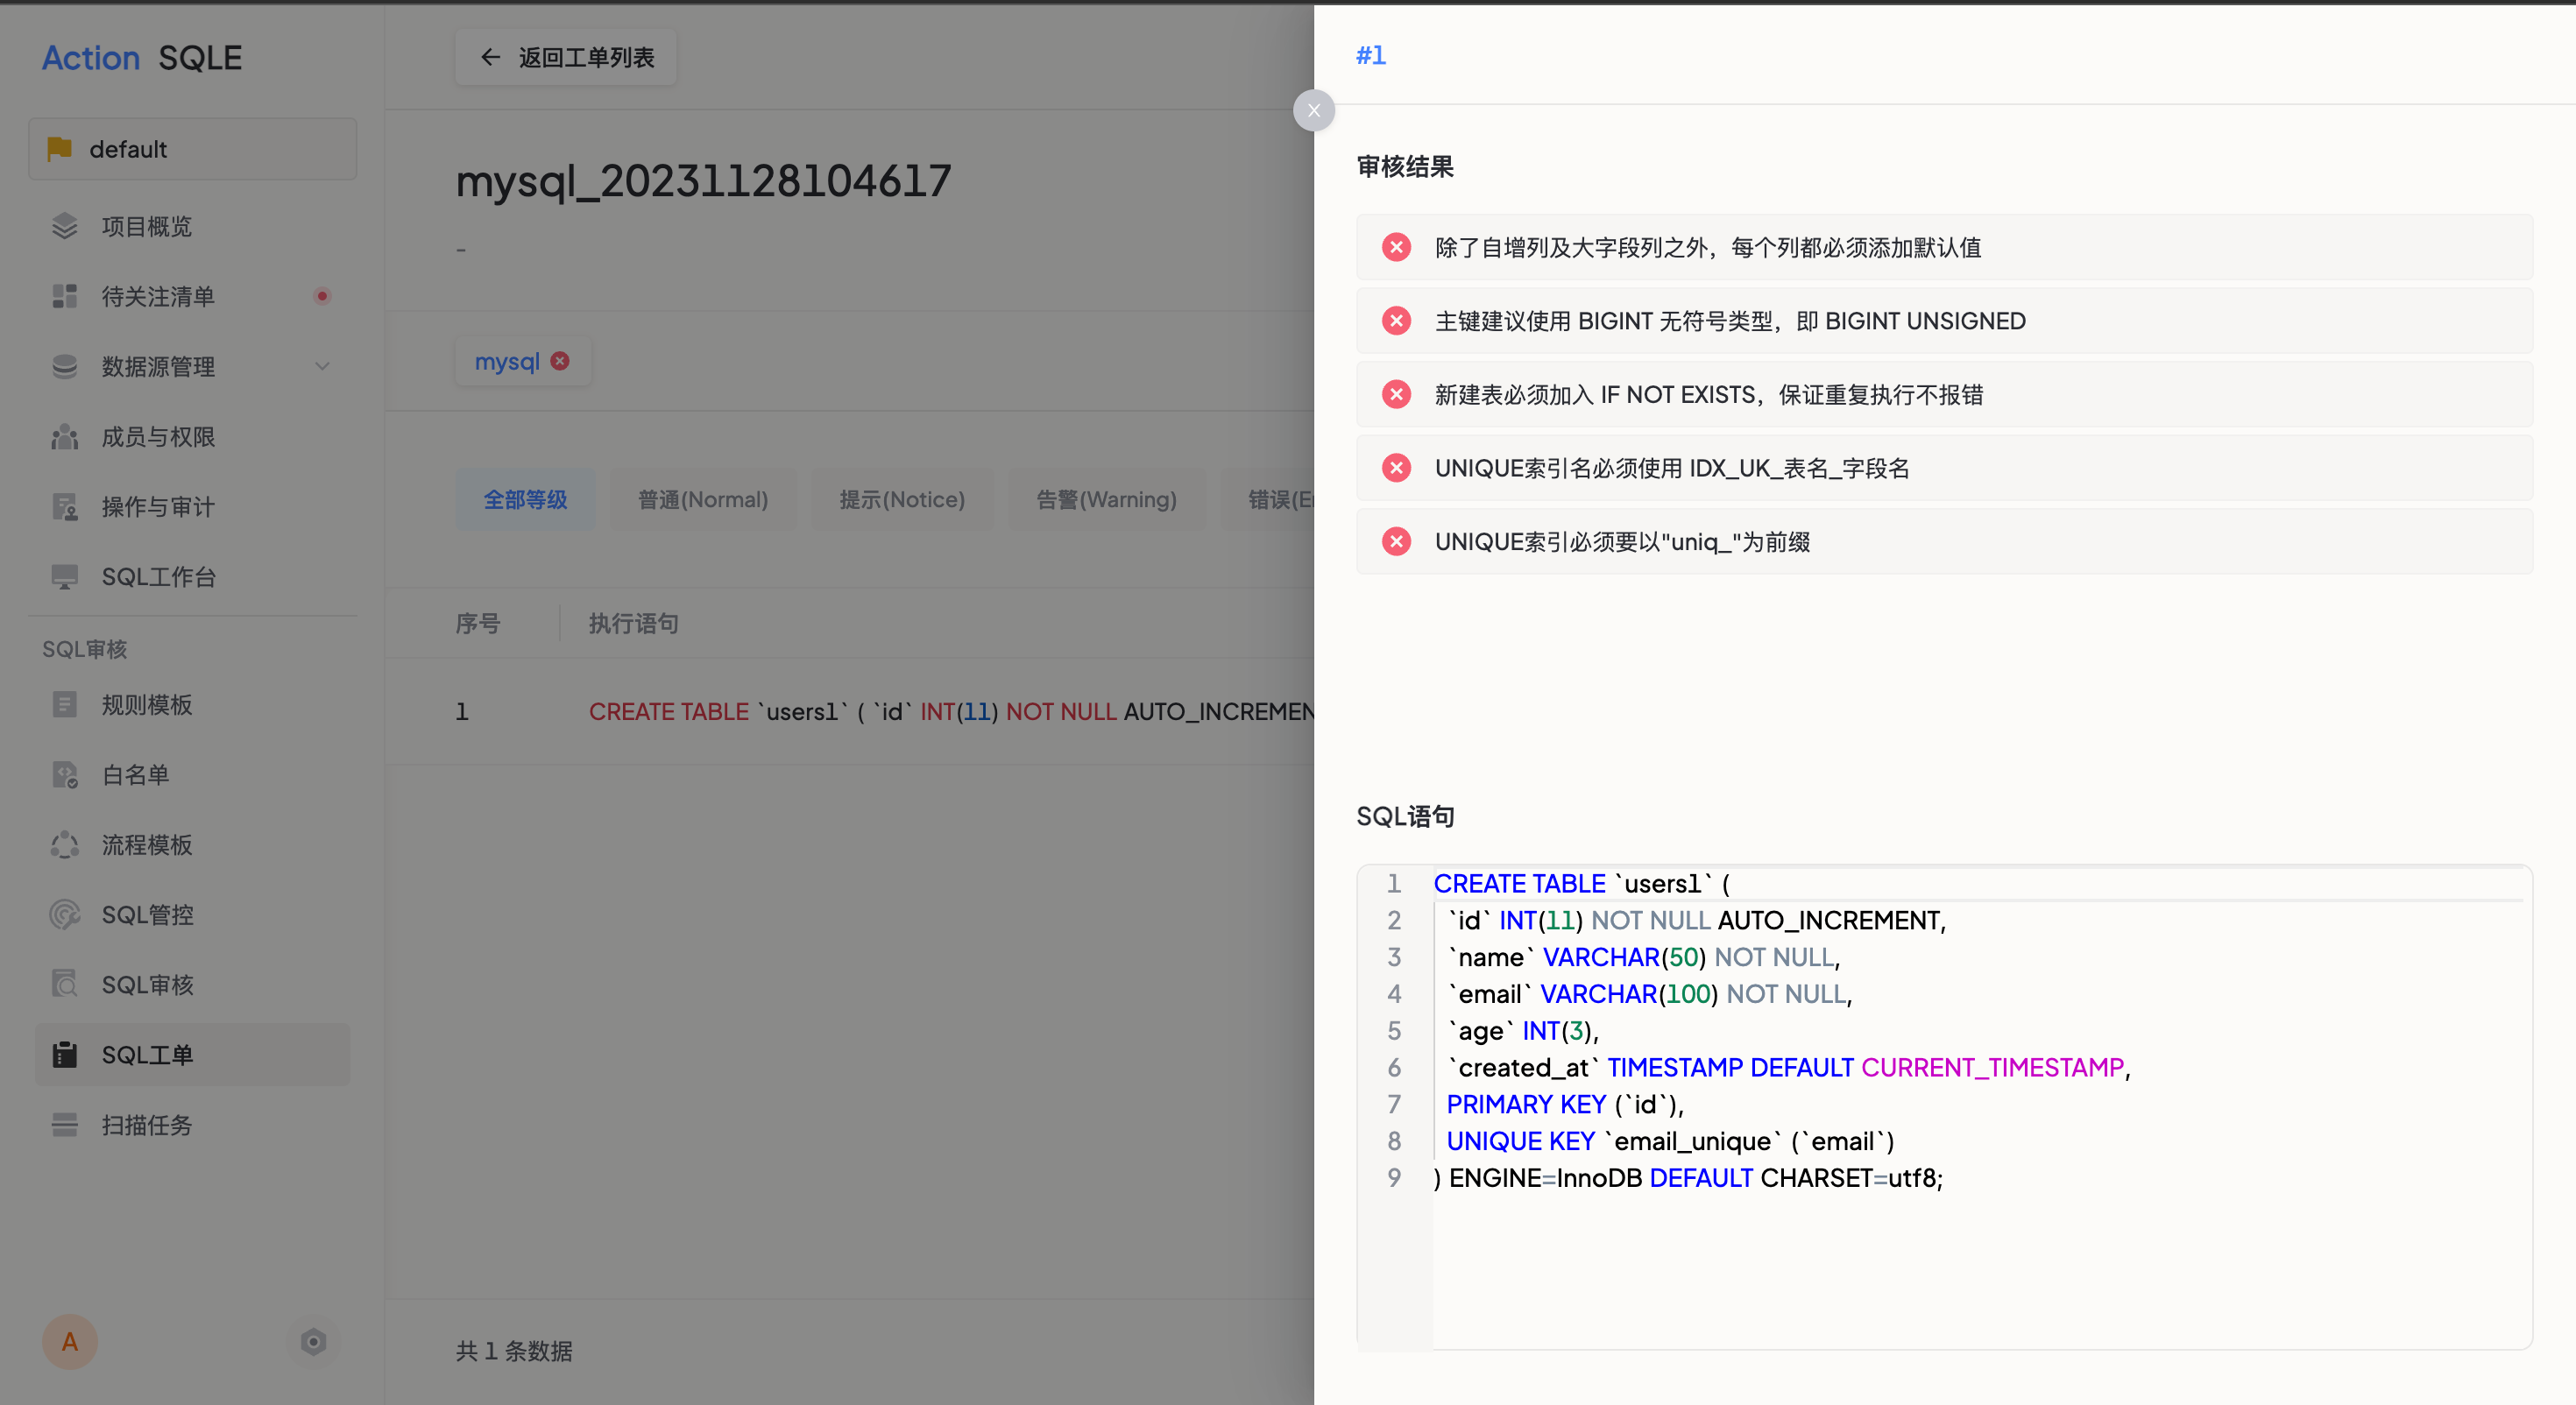 Action SQLE
default
项目概览
待关注清单
数据源管理
成员与权限
操作与审计
SQL工作台
SQL审核
规则模板
白名单
流程模板
SQL管控
SQL审核
SQL工单
扫描任务
A
返回工单列表
mysql_20231128104617
-
mysql
全部等级 普通(Normal) 提示(Notice) 告警(Warning) 错误(Er
序号 执行语句
1 CREATE TABLE `users1` ( `id` INT(11) NOT NULL AUTO_INCREMEN
共 1 条数据
#1
审核结果
除了自增列及大字段列之外，每个列都必须添加默认值
主键建议使用 BIGINT 无符号类型，即 BIGINT UNSIGNED
新建表必须加入 IF NOT EXISTS，保证重复执行不报错
UNIQUE索引名必须使用 IDX_UK_表名_字段名
UNIQUE索引必须要以"uniq_"为前缀
SQL语句
1 CREATE TABLE `users1` (
2 `id` INT(11) NOT NULL AUTO_INCREMENT,
3 `name` VARCHAR(50) NOT NULL,
4 `email` VARCHAR(100) NOT NULL,
5 `age` INT(3),
6 `created_at` TIMESTAMP DEFAULT CURRENT_TIMESTAMP,
7 PRIMARY KEY (`id`),
8 UNIQUE KEY `email_unique` (`email`)
9 ) ENGINE=InnoDB DEFAULT CHARSET=utf8;